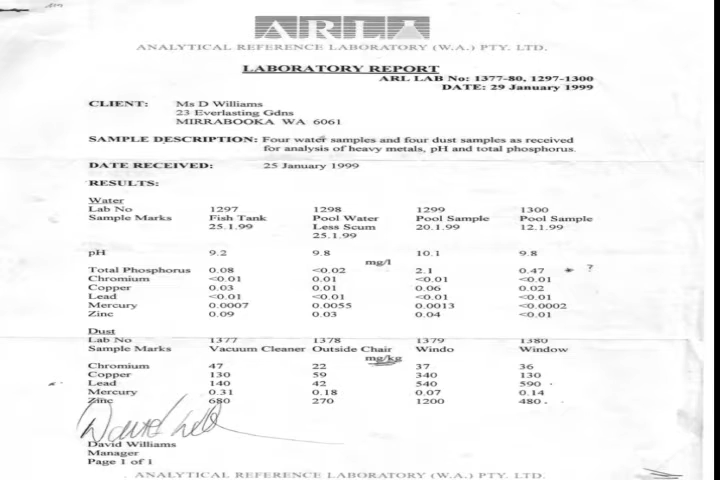 ARLA
ANALYTICAL REFERENCE LABORATORY (W.A.) PTY. LTD.
LABORATORY REPORT
ARL LAB No: 1377-80, 1297-1300
DATE: 29 January 1999
CLIENT: Ms D Williams
23 Everlasting Gdns
MIRRABOOKA WA 6061
SAMPLE DESCRIPTION: Four water samples and four dust samples as received
for analysis of heavy metals, pH and total phosphorus.
DATE RECEIVED: 25 January 1999
RESULTS:
Water
Lab No 1297 1298 1299 1300
Sample Marks Fish Tank Pool Water Pool Sample Pool Sample
25.1.99 Less Scum 20.1.99 12.1.99
25.1.99
pH 9.2 9.8 10.1 9.8
mg/l
Total Phosphorus 0.08 <0.02 2.1 0.47 * ?
Chromium <0.01 0.01 <0.01 <0.01
Copper 0.03 0.01 0.06 0.02
Lead <0.01 <0.01 <0.01 <0.01
Mercury 0.0007 0.0055 0.0013 <0.0002
Zinc 0.09 0.03 0.04 <0.01
Dust
Lab No 1377 1378 1379 1380
Sample Marks Vacuum Cleaner Outside Chair Windo Window
mg/kg
Chromium 47 22 37 36
Copper 130 59 340 130
Lead 140 42 540 590
Mercury 0.31 0.18 0.07 0.14
Zinc 680 270 1200 480
David Williams
Manager
Page 1 of 1
ANALYTICAL REFERENCE LABORATORY (W.A.) PTY. LTD.